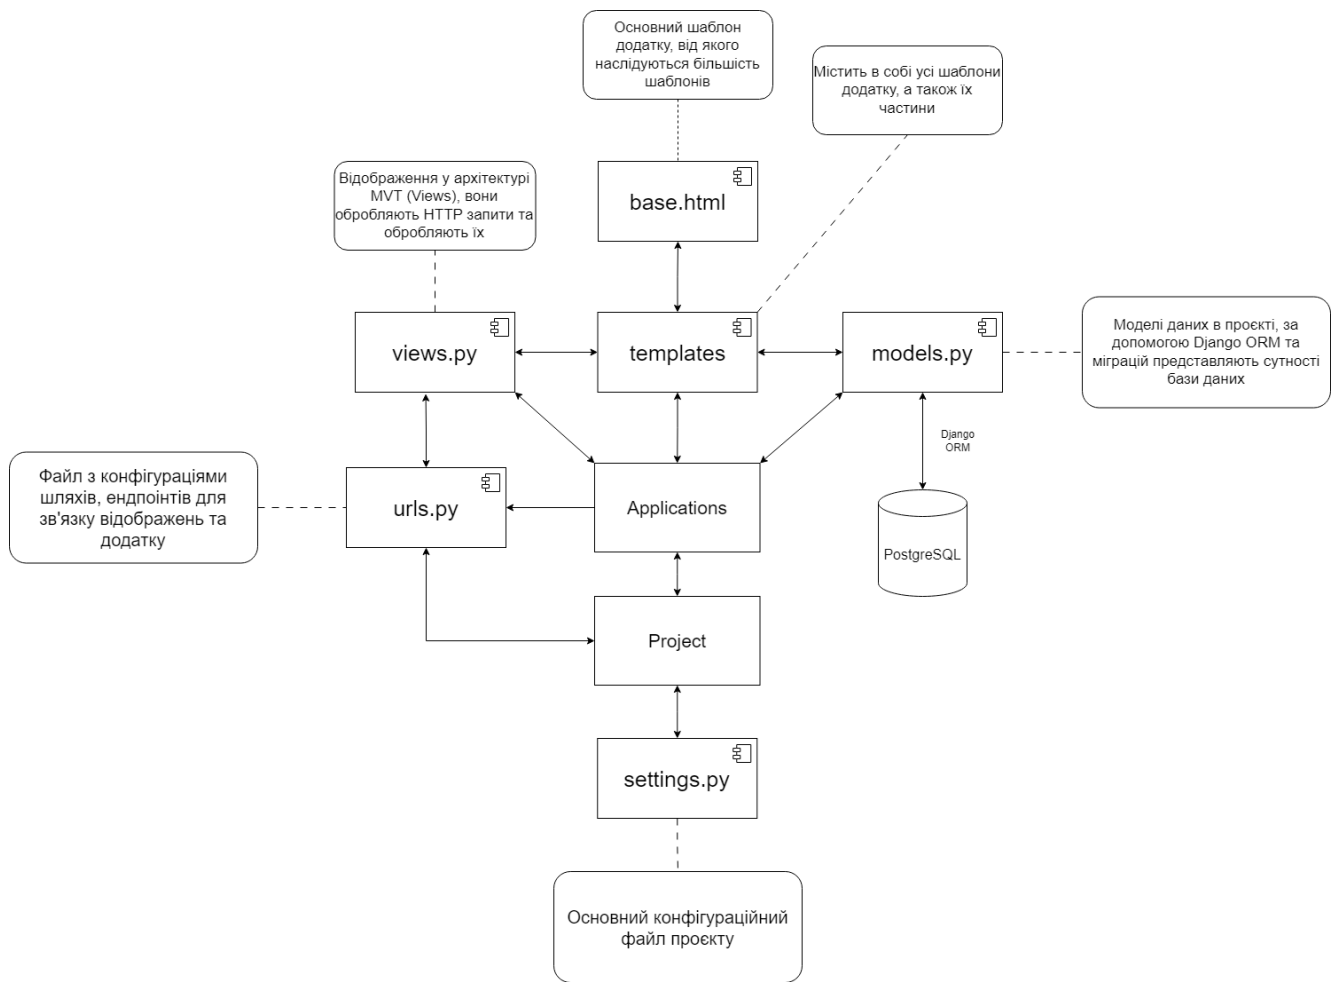 Основний шаблон
додатку, від якого
наслідуються більшість
шаблонів
Містить в собі усі шаблони
додатку, а також їх
частини
Відображення у архітектурі
MVT (Views), вони
обробляють HTTP запити та
обробляють їх
base.html
views.py
templates
models.py
Моделі даних в проєкті, за
допомогою Django ORM та
міграцій представляють сутності
бази даних
Django
ORM
Файл з конфігураціями
шляхів, ендпоінтів для
зв'язку відображень та
додатку
urls.py
Applications
PostgreSQL
Project
settings.py
Основний конфігураційний
файл проєкту